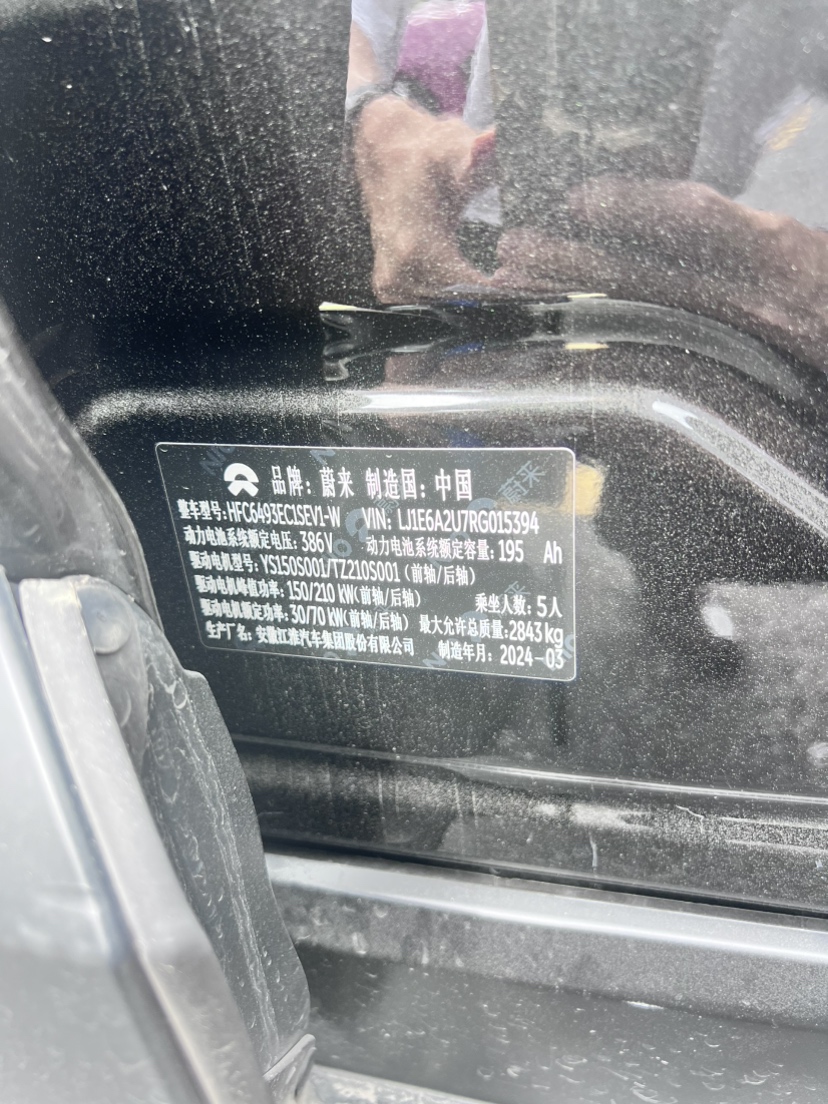 品牌：蔚来 制造国：中国
整车型号：HFC6493EC1SEV1-W VIN：LJ1E6A2U7RG015394
动力电池系统额定电压：386V 动力电池系统额定容量：195 Ah
驱动电机型号：YS150S001/TZ210S001（前轴/后轴）
驱动电机峰值功率：150/210 kW(前轴/后轴) 乘坐人数：5人
驱动电机额定功率：30/70 kW(前轴/后轴) 最大允许总质量：2843kg
生产厂名：安徽江淮汽车集团股份有限公司 制造年月：2024-03